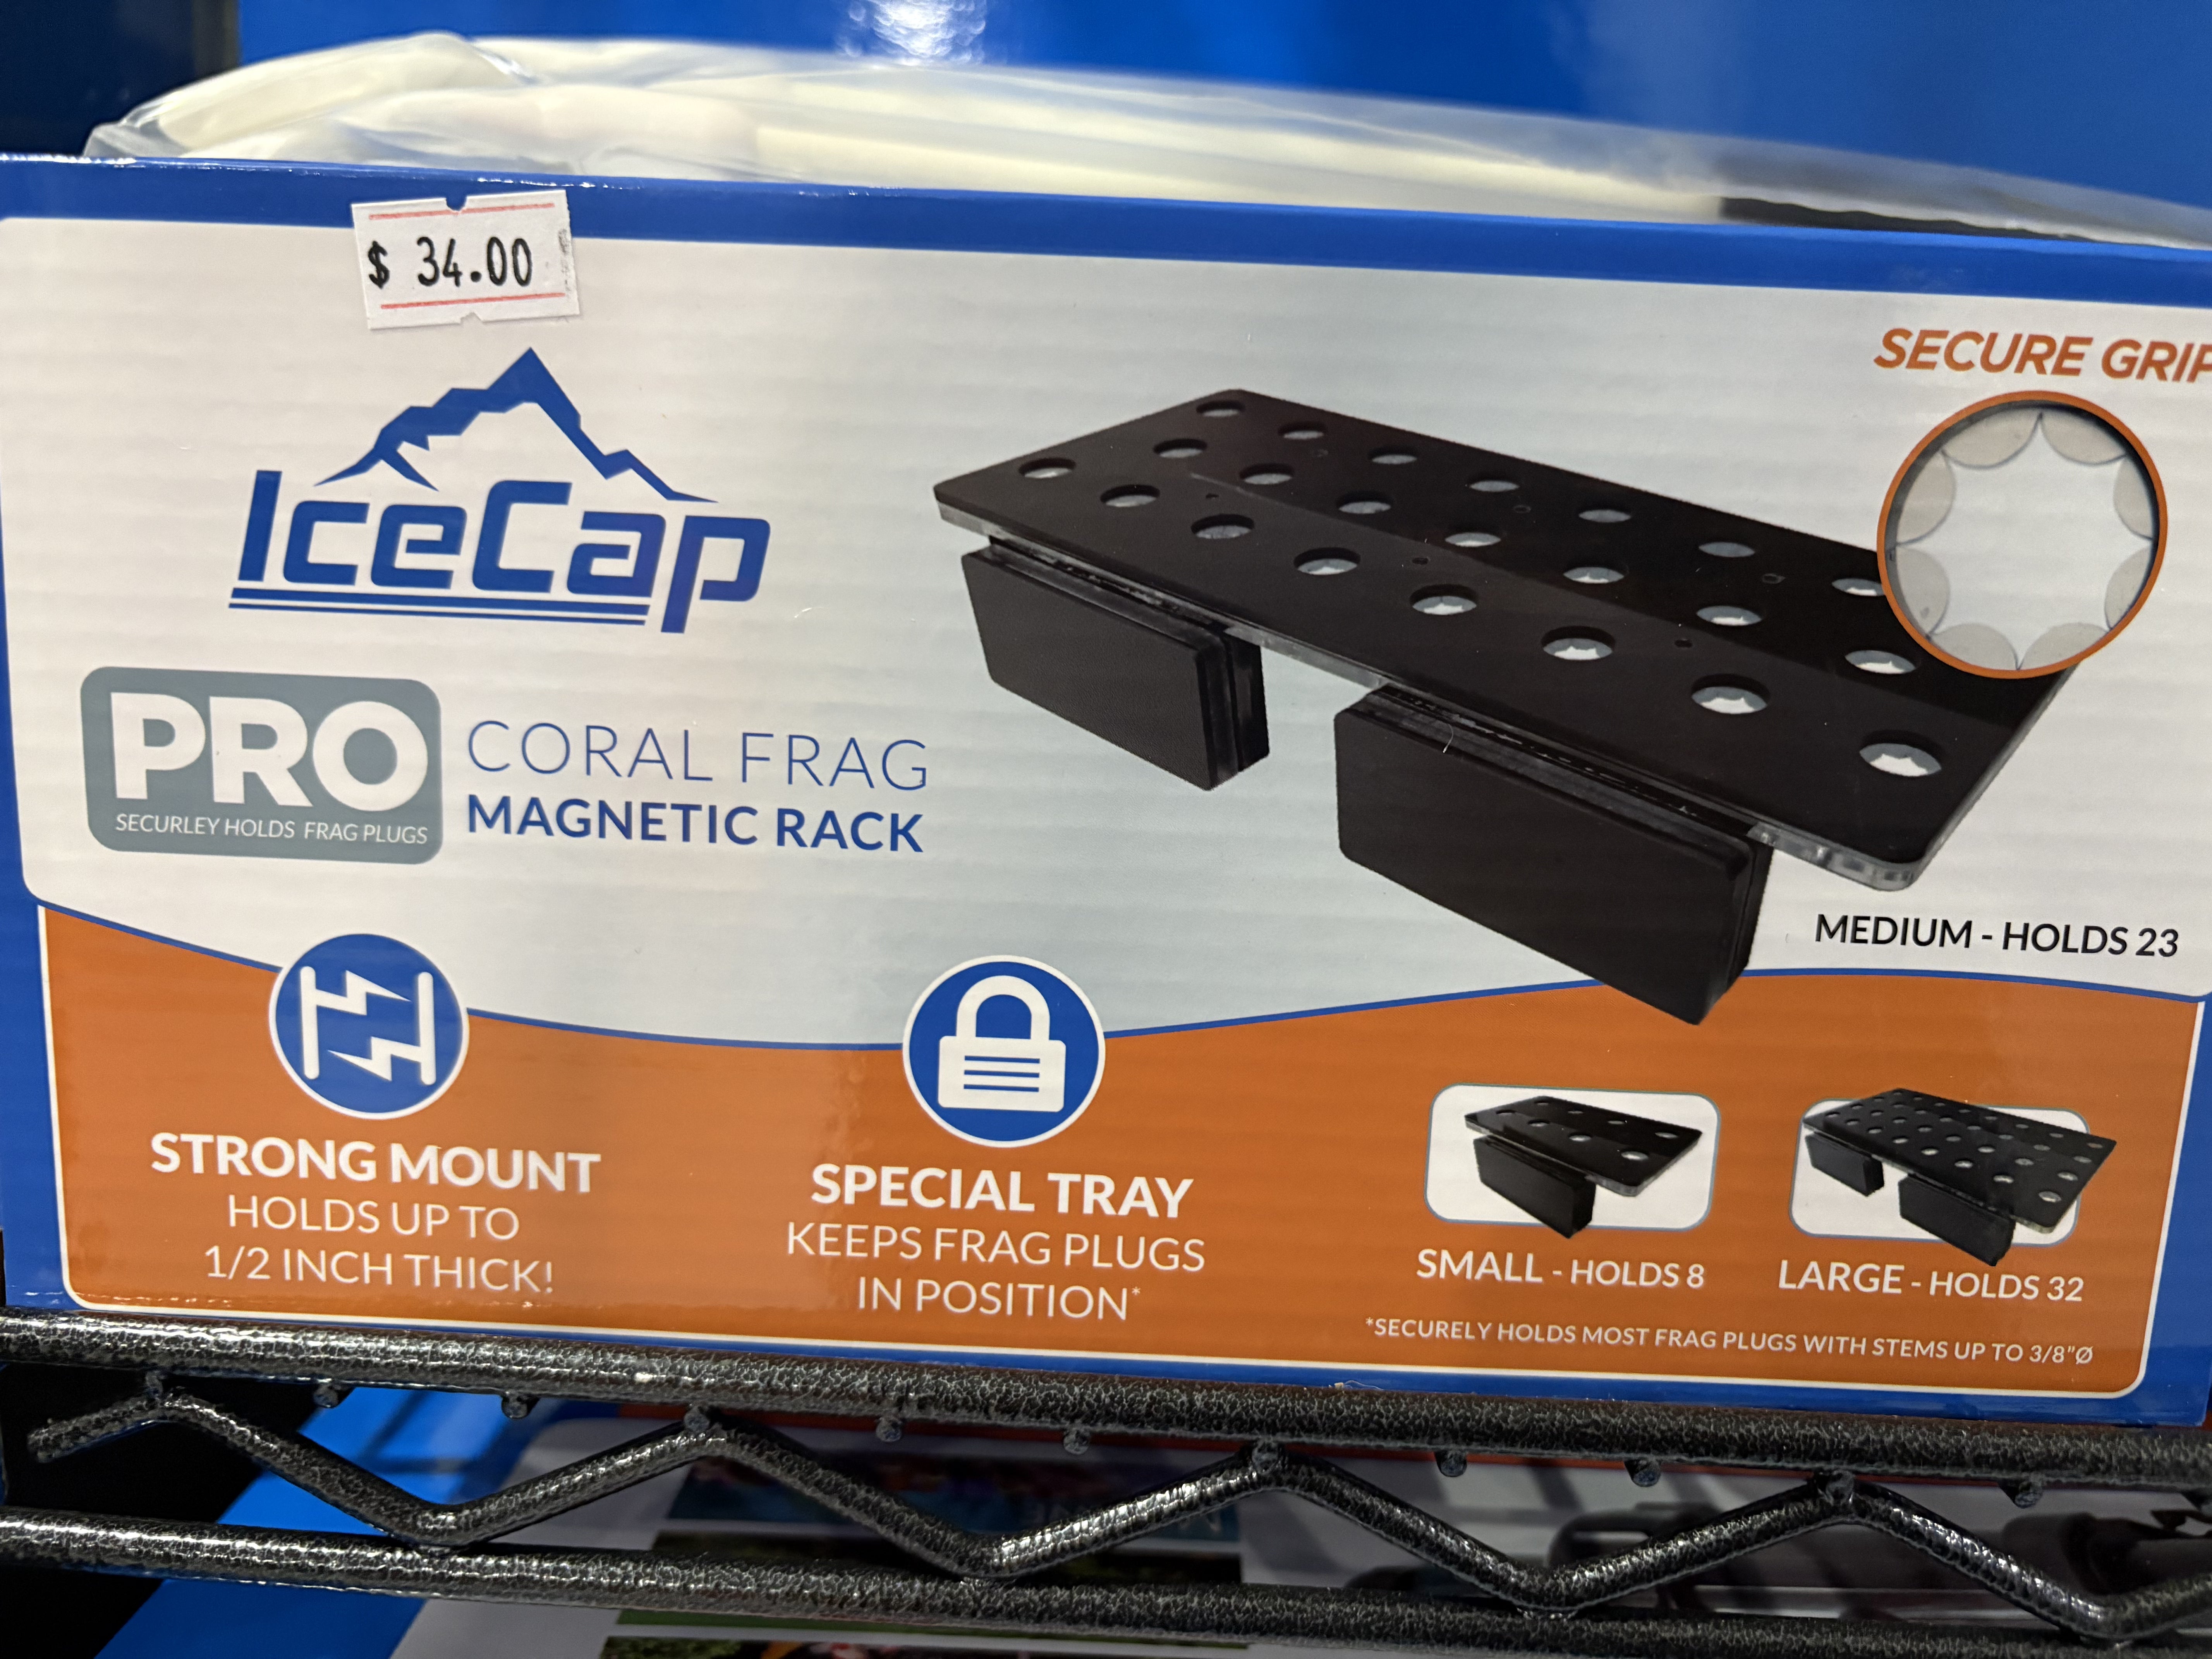 $ 34.00
IceCap
PRO
SECURLEY HOLDS FRAG PLUGS
CORAL FRAG
MAGNETIC RACK
SECURE GRIP
MEDIUM - HOLDS 23
STRONG MOUNT
HOLDS UP TO
1/2 INCH THICK!
SPECIAL TRAY
KEEPS FRAG PLUGS
IN POSITION*
SMALL - HOLDS 8
LARGE - HOLDS 32
*SECURELY HOLDS MOST FRAG PLUGS WITH STEMS UP TO 3/8"Ø